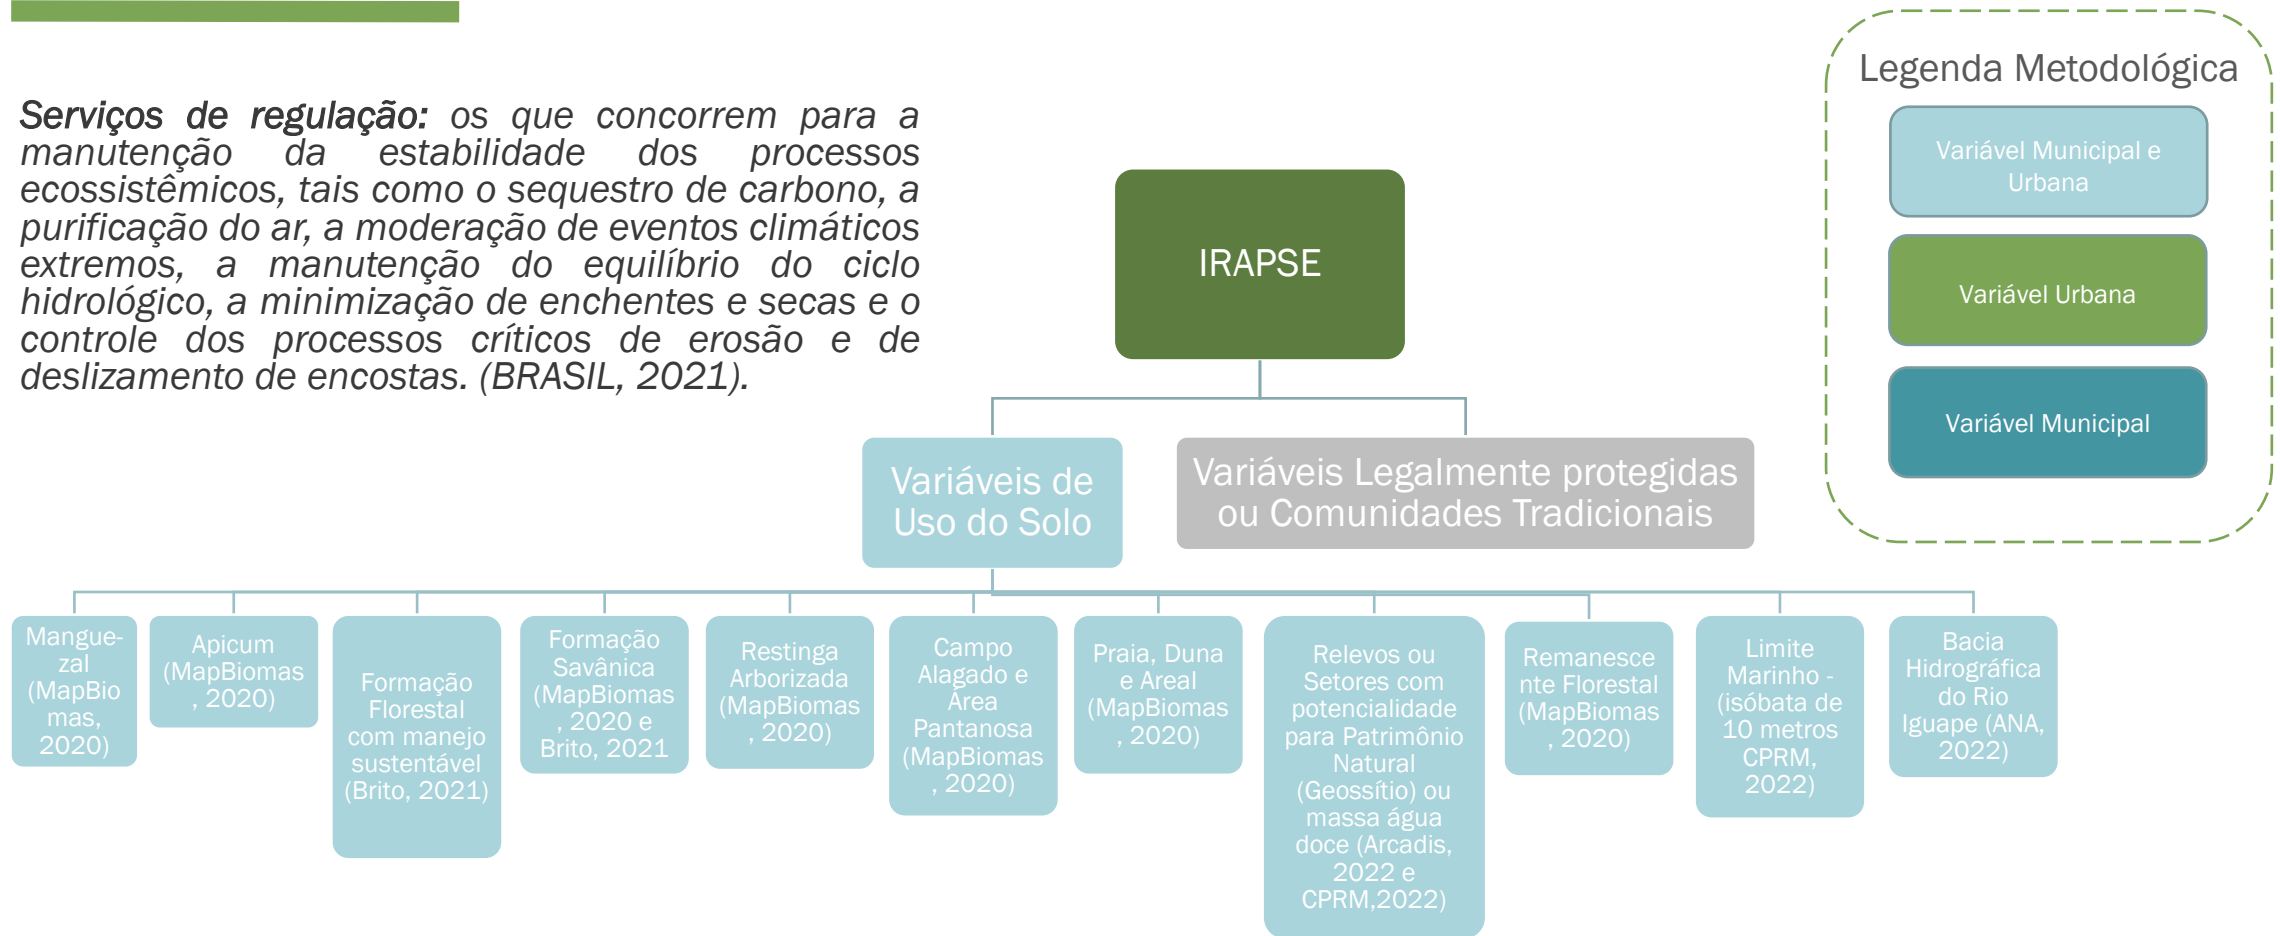 Serviços de regulação: os que concorrem para a
manutenção da estabilidade dos processos
ecossistêmicos, tais como o sequestro de carbono, a
purificação do ar, a moderação de eventos climáticos
extremos, a manutenção do equilíbrio do ciclo
hidrológico, a minimização de enchentes e secas e o
controle dos processos críticos de erosão e de
deslizamento de encostas. (BRASIL, 2021).
Legenda Metodológica
Variável Municipal e
Urbana
Variável Urbana
Variável Municipal
IRAPSE
Variáveis de
Uso do Solo
Variáveis Legalmente protegidas
ou Comunidades Tradicionais
Mangue-
zal
(MapBio
mas,
2020)
Apicum
(MapBiomas
, 2020)
Formação
Florestal
com manejo
sustentável
(Brito, 2021)
Formação
Savânica
(MapBiomas
, 2020 e
Brito, 2021
Restinga
Arborizada
(MapBiomas
, 2020)
Campo
Alagado e
Área
Pantanosa
(MapBiomas
, 2020)
Praia, Duna
e Areal
(MapBiomas
, 2020)
Relevos ou
Setores com
potencialidade
para Patrimônio
Natural
(Geossítio) ou
massa água
doce (Arcadis,
2022 e
CPRM,2022)
Remanesce
nte Florestal
(MapBiomas
, 2020)
Limite
Marinho -
(isóbata de
10 metros
CPRM,
2022)
Bacia
Hidrográfica
do Rio
Iguape (ANA,
2022)